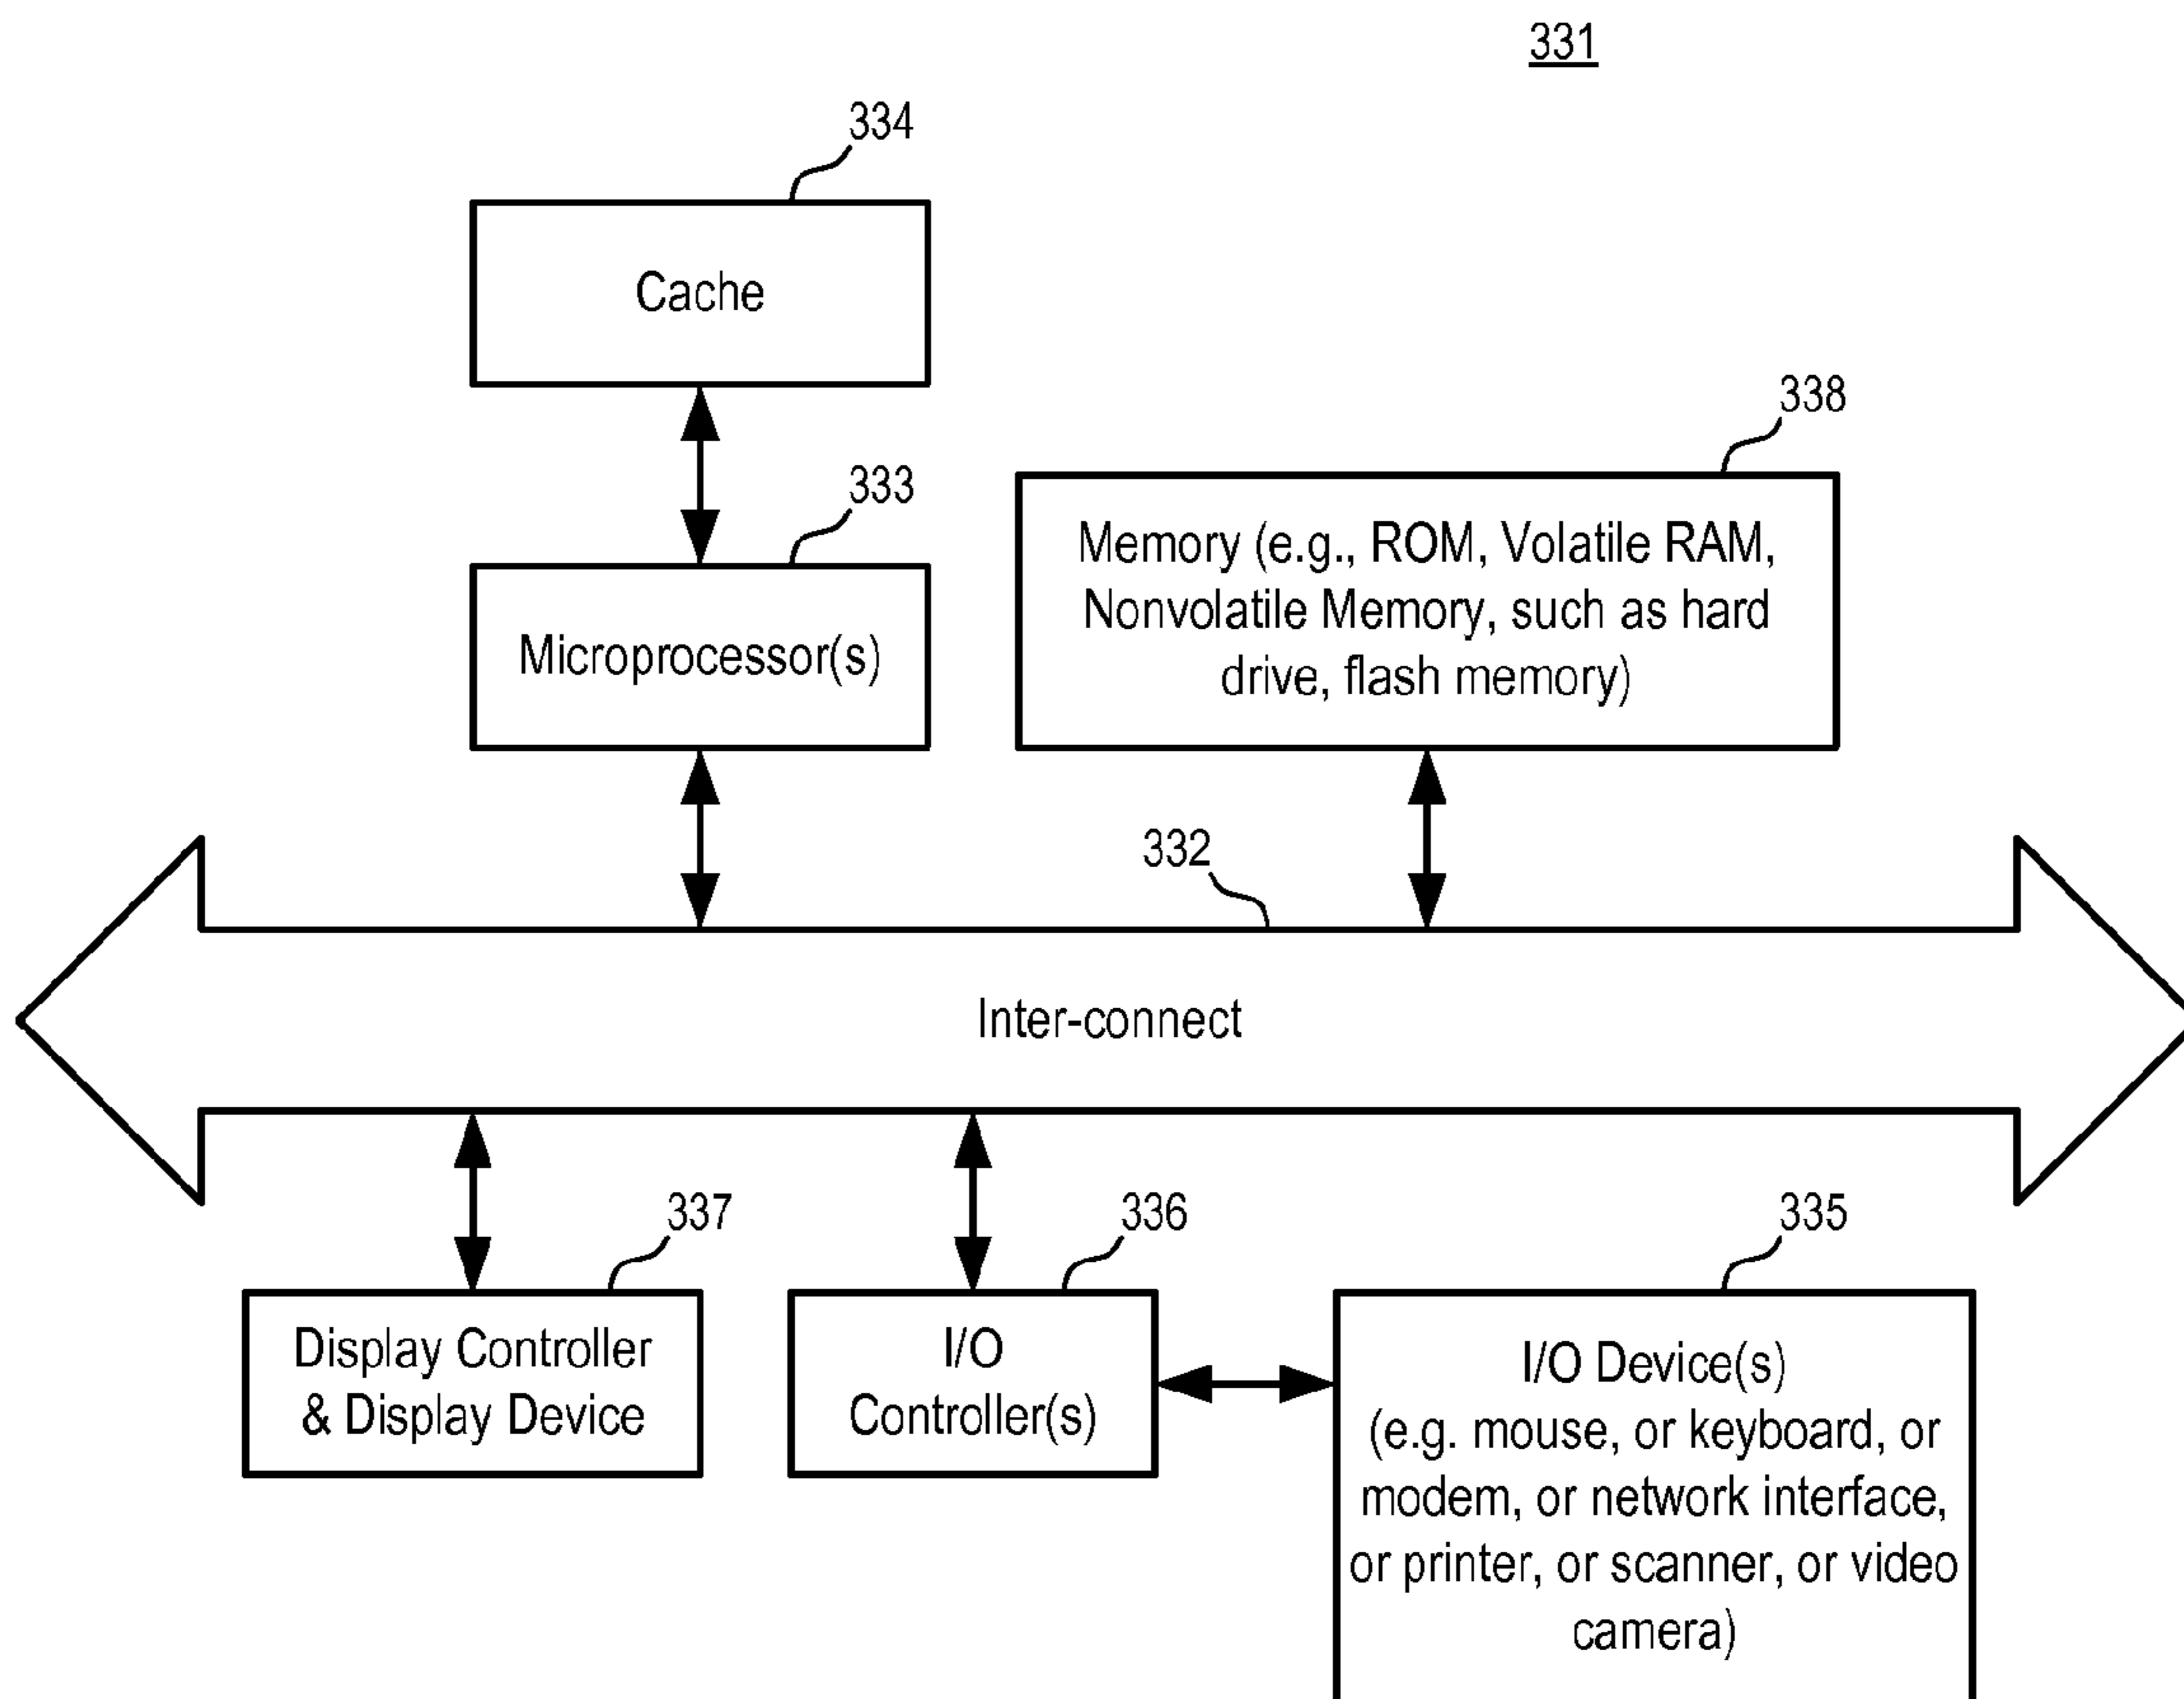 331
334
Cache
338
333
Memory (e.g., ROM, Volatile RAM,
Nonvolatile Memory, such as hard
drive, flash memory)
Microprocessor(s)
332
Inter-connect
337
336
335
Display Controller
& Display Device
I/O
Controller(s)
I/O Device(s)
(e.g. mouse, or keyboard, or
modem, or network interface,
or printer, or scanner, or video
camera)